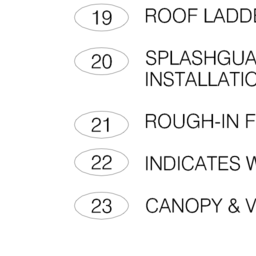 19 ROOF LADDE
20 SPLASHGUA
INSTALLATIO
21 ROUGH-IN F
22 INDICATES W
23 CANOPY & V